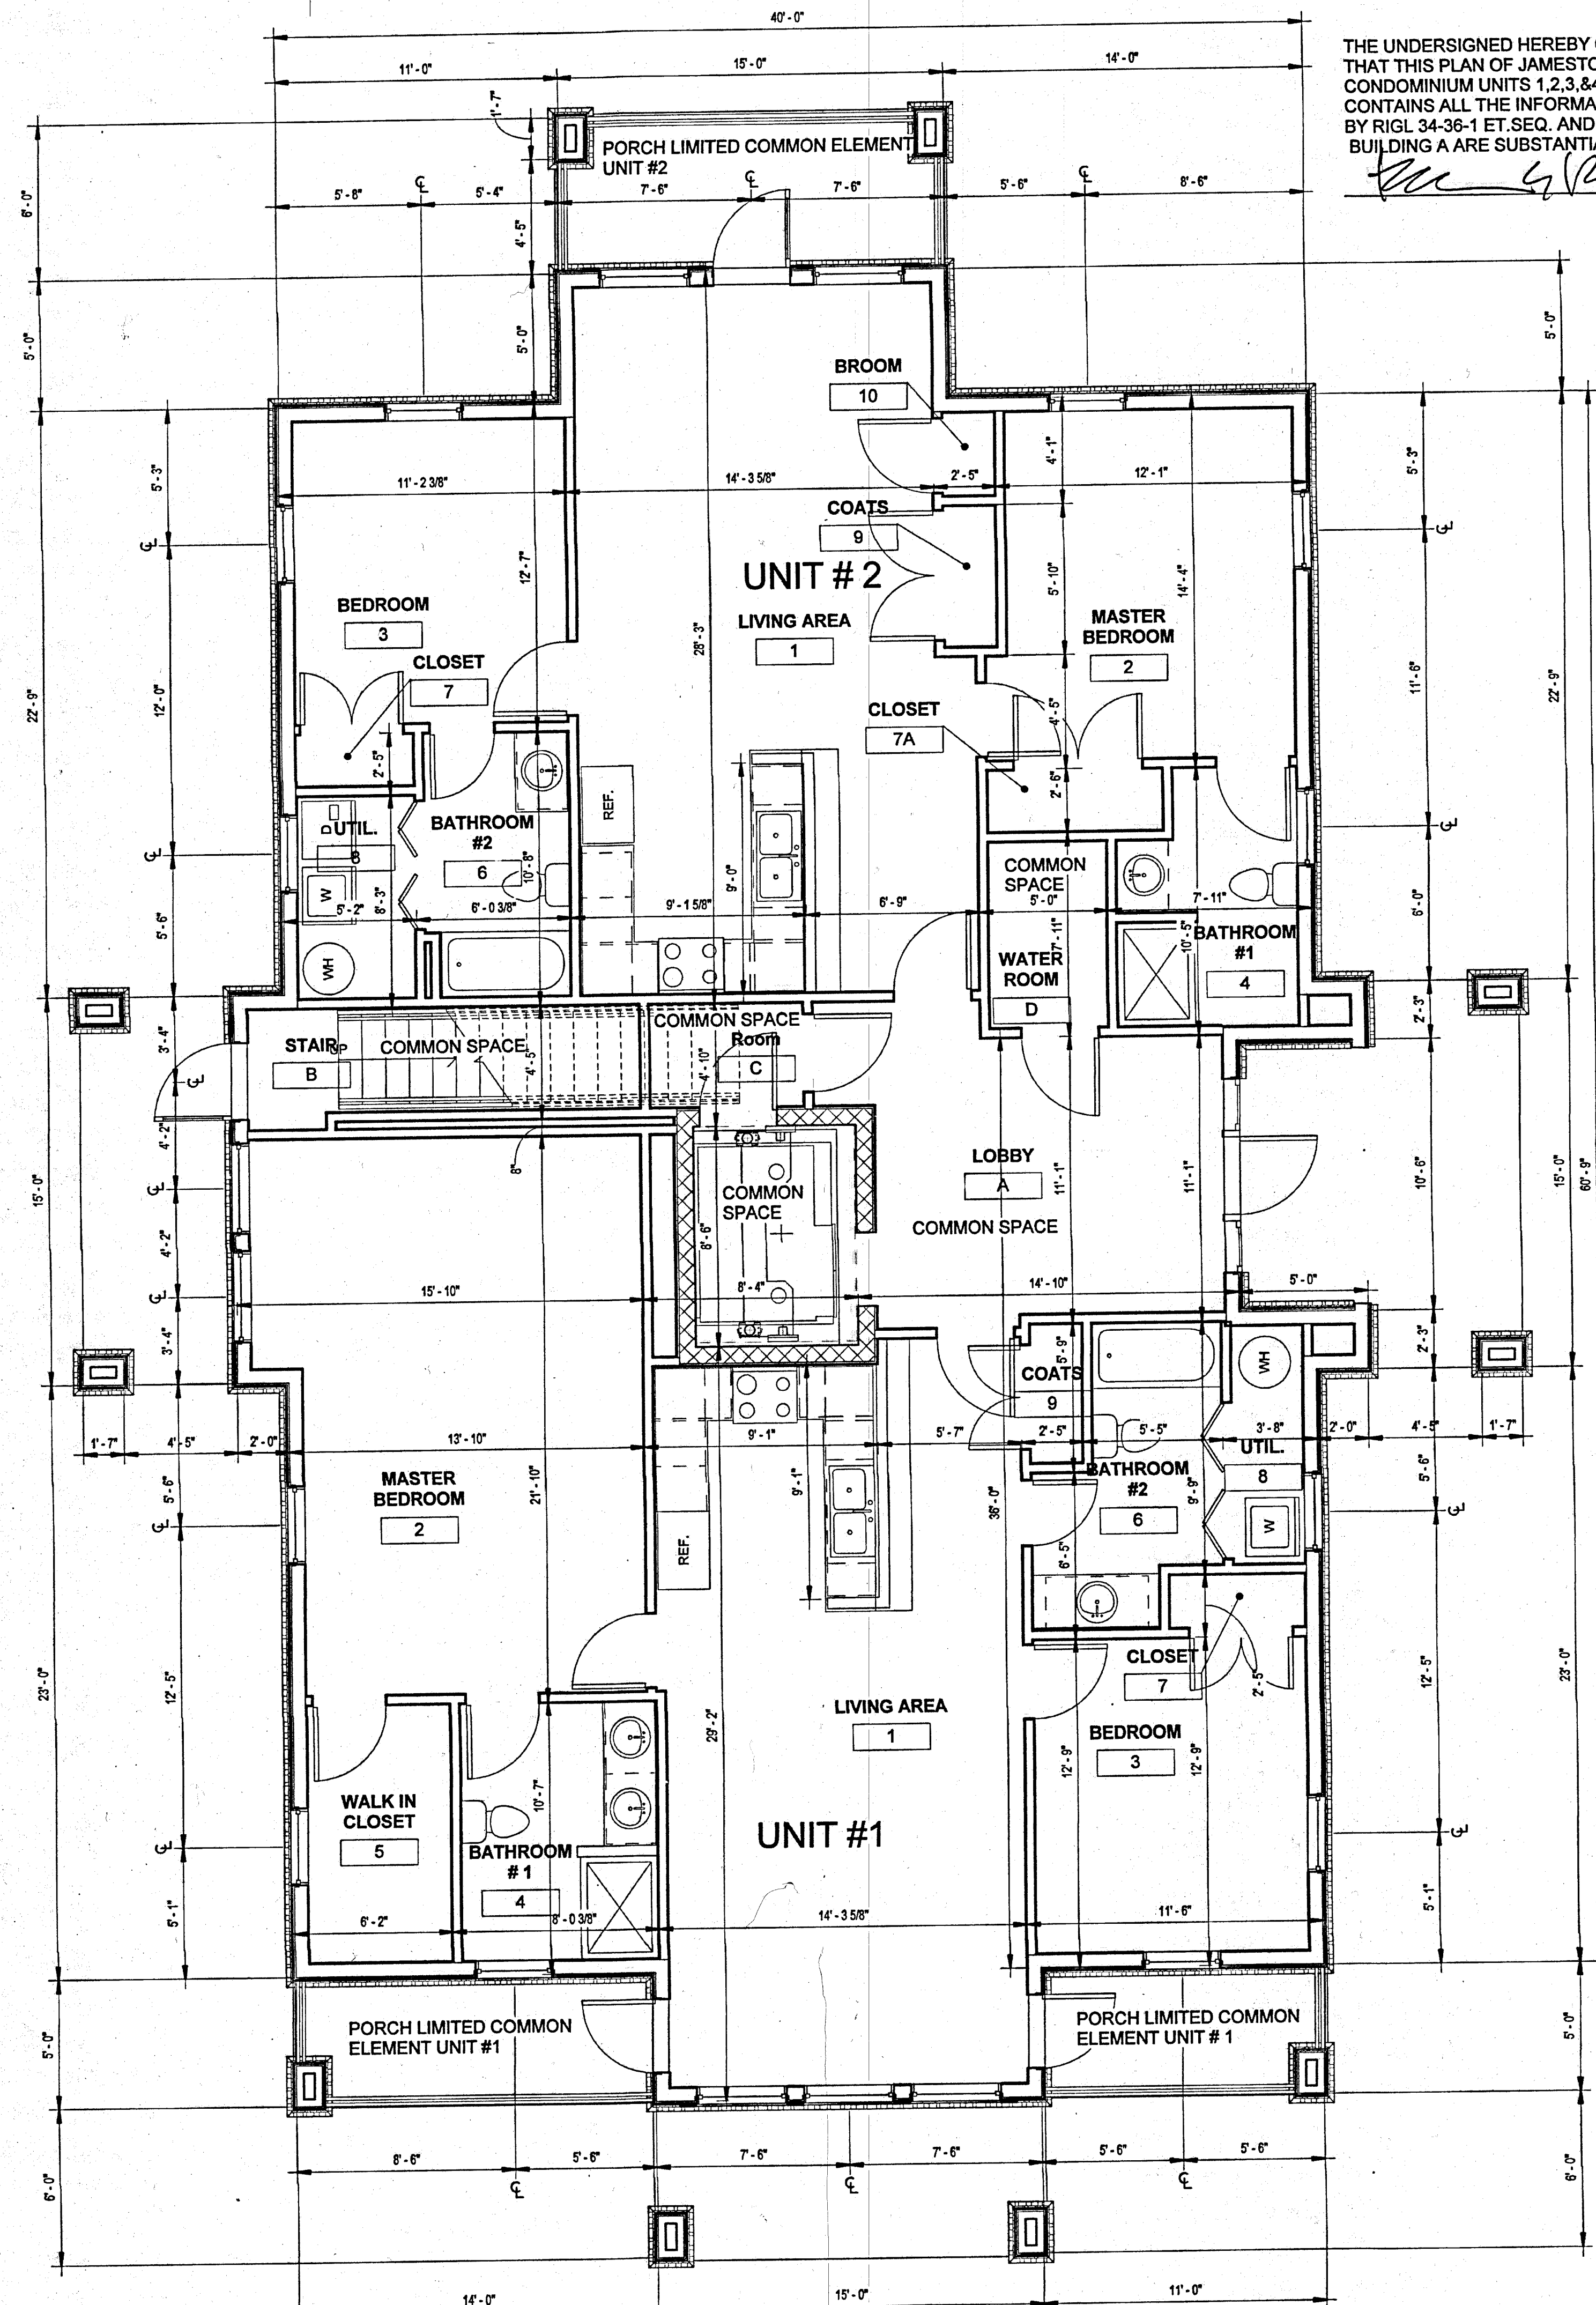 40'-0"
11'-0" 15'-0" 14'-0"
THE UNDERSIGNED HEREBY
THAT THIS PLAN OF
CONDOMINIUM UNITS 1,2,3,&4
CONTAINS ALL THE
BY RIGL 34-36-1 ET.SEQ. AND
BUILDING A ARE
1'-7"
PORCH LIMITED COMMON ELEMENT
UNIT #2
5'-8" ℄ 5'-4" 7'-6" ℄ 7'-6" 5'-6" ℄ 8'-6"
6'-0"
4'-5"
5'-0" 5'-0" 5'-0"
BROOM
10
5'-3" 4'-1" 5'-3"
11'-2 3/8" 14'-3 5/8" 2'-5" 12'-1"
COATS
9
℄ ℄
12'-7" 5'-10" 14'-4"
UNIT # 2
BEDROOM
3
LIVING AREA
1
MASTER
BEDROOM
2
28'-3"
CLOSET
7
22'-9" 12'-0" 11'-6" 22'-9"
CLOSET
7A
4'-5"
2'-5" 2'-6"
REF.
D UTIL.
8
BATHROOM
#2
6
℄ ℄
10'-8" 9'-0"
COMMON
SPACE
W
5'-2" 8'-3" 6'-0 3/8" 9'-1 5/8" 6'-9" 5'-0" 7'-11"
5'-6" 6'-0"
7'-11" 10'-5"
BATHROOM
#1
4
WH
WATER
ROOM
D
COMMON SPACE
Room
C
STAIR UP COMMON SPACE
B
3'-4" 4'-5" 4'-10" 2'-3"
℄
4'-2"
8"
LOBBY
A
COMMON
SPACE
COMMON SPACE
15'-0" 11'-1" 11'-1" 10'-6" 15'-0" 60'-9"
℄
4'-2" 8'-6"
15'-10" 8'-4" 14'-10" 5'-0"
℄
3'-4" 2'-3"
5'-9"
WH
COATS
9
1'-7" 4'-5" 2'-0" 13'-10" 9'-1" 5'-7" 2'-5" 5'-5" 3'-8" 2'-0" 4'-5" 1'-7"
UTIL.
8
MASTER
BEDROOM
2
BATHROOM
#2
6
5'-6" 21'-10" 9'-1" 36'-0" 9'-9" 5'-6"
℄ ℄
W
REF.
6'-5"
CLOSET
7
2'-5"
23'-0" 12'-5" 12'-5" 23'-0"
LIVING AREA
1
29'-2"
BEDROOM
3
12'-9" 12'-9"
WALK IN
CLOSET
5
10'-7"
UNIT #1
℄ ℄
BATHROOM
# 1
4
5'-1" 5'-1"
6'-2" 8'-0 3/8" 14'-3 5/8" 11'-6"
PORCH LIMITED COMMON
ELEMENT UNIT #1
PORCH LIMITED COMMON
ELEMENT UNIT # 1
5'-0" 5'-0"
8'-6" ℄ 5'-6" 7'-6" ℄ 7'-6" 5'-6" ℄ 5'-6"
6'-0" 6'-0"
14'-0" 15'-0" 11'-0"